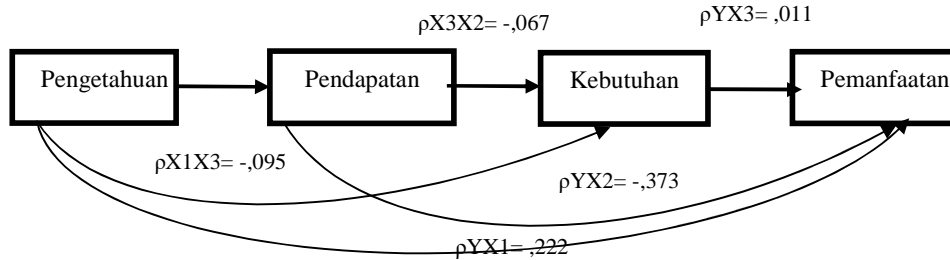 ρX3X2= -,067
ρYX3= ,011
Pengetahuan
Pendapatan
Kebutuhan
Pemanfaatan
ρX1X3= -,095
ρYX2= -,373
ρYX1= ,222